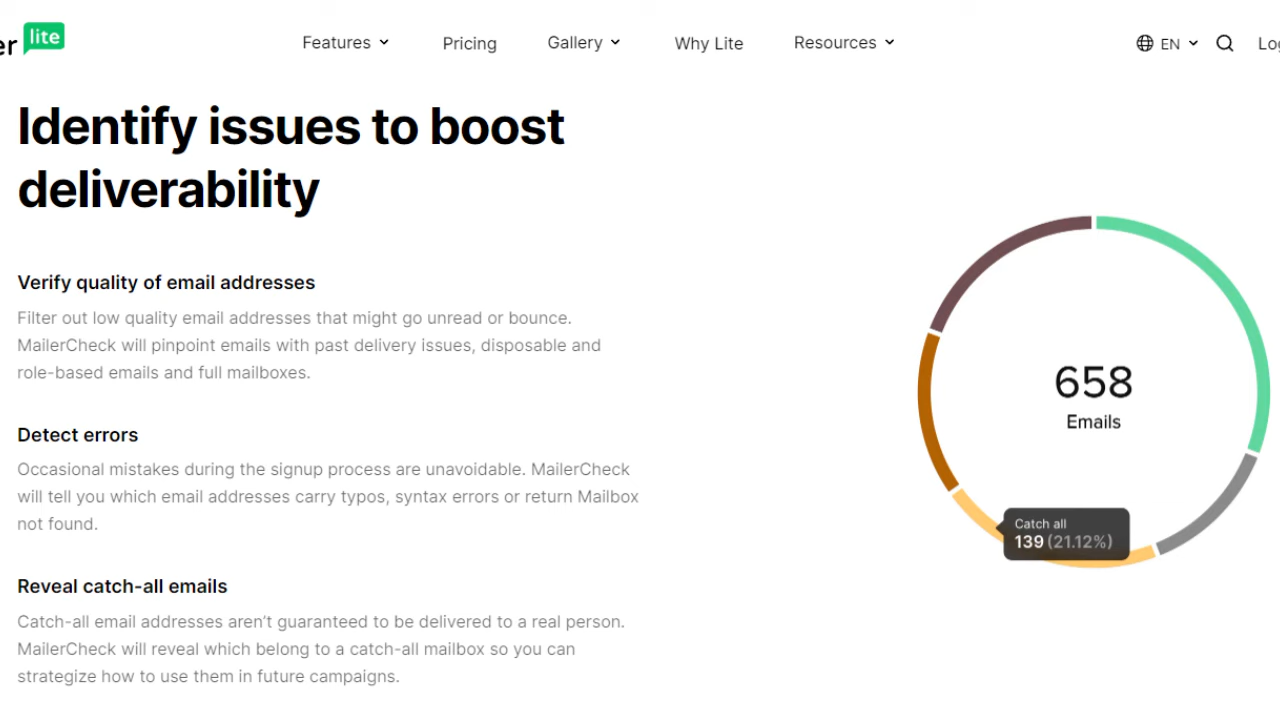 er lite
Features Pricing Gallery Why Lite Resources EN
Identify issues to boost
deliverability
Verify quality of email addresses
Filter out low quality email addresses that might go unread or bounce.
MailerCheck will pinpoint emails with past delivery issues, disposable and
role-based emails and full mailboxes.
Detect errors
Occasional mistakes during the signup process are unavoidable. MailerCheck
will tell you which email addresses carry typos, syntax errors or return Mailbox
not found.
Reveal catch-all emails
Catch-all email addresses aren’t guaranteed to be delivered to a real person.
MailerCheck will reveal which belong to a catch-all mailbox so you can
strategize how to use them in future campaigns.
658
Emails
Catch all
139 (21.12%)